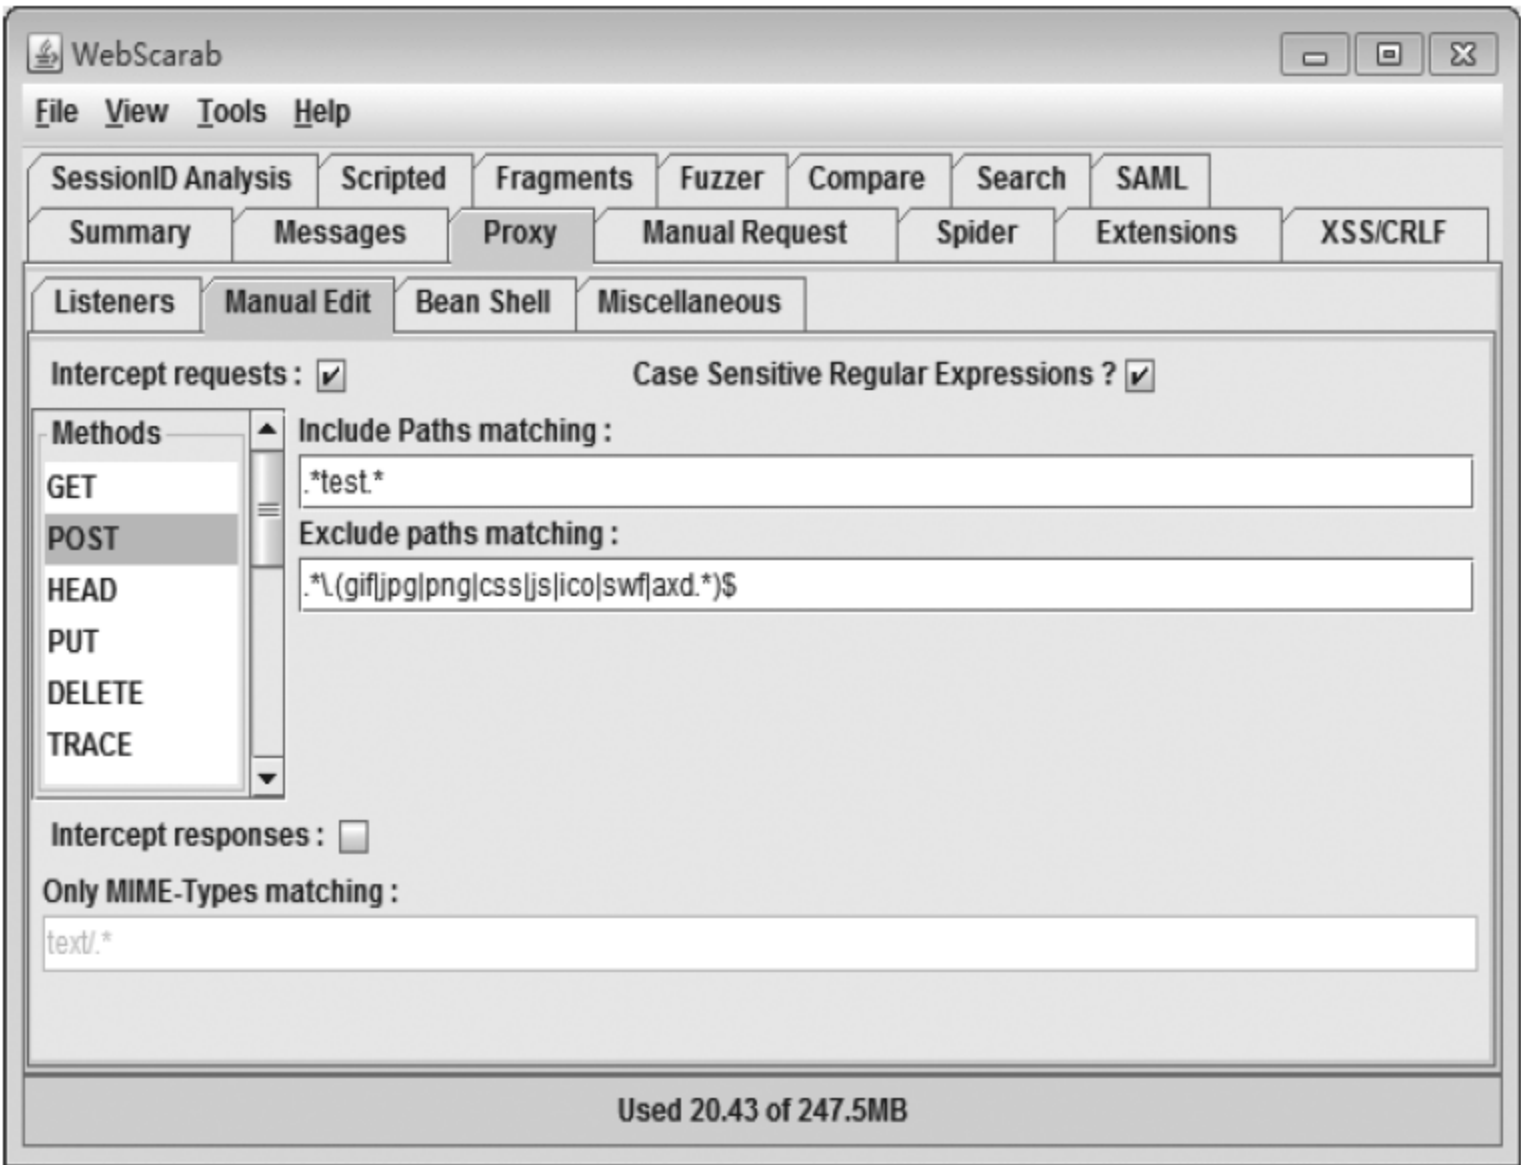 WebScarab
File View Tools Help
SessionID Analysis Scripted Fragments Fuzzer Compare Search SAML
Summary Messages Proxy Manual Request Spider Extensions XSS/CRLF
Listeners Manual Edit Bean Shell Miscellaneous
Intercept requests : Case Sensitive Regular Expressions ?
Methods
Include Paths matching :
GET
.*test.*
POST
Exclude paths matching :
HEAD
.*\.(gif|jpg|png|css|js|ico|swf|axd.*)$
PUT
DELETE
TRACE
Intercept responses :
Only MIME-Types matching :
text/.*
Used 20.43 of 247.5MB